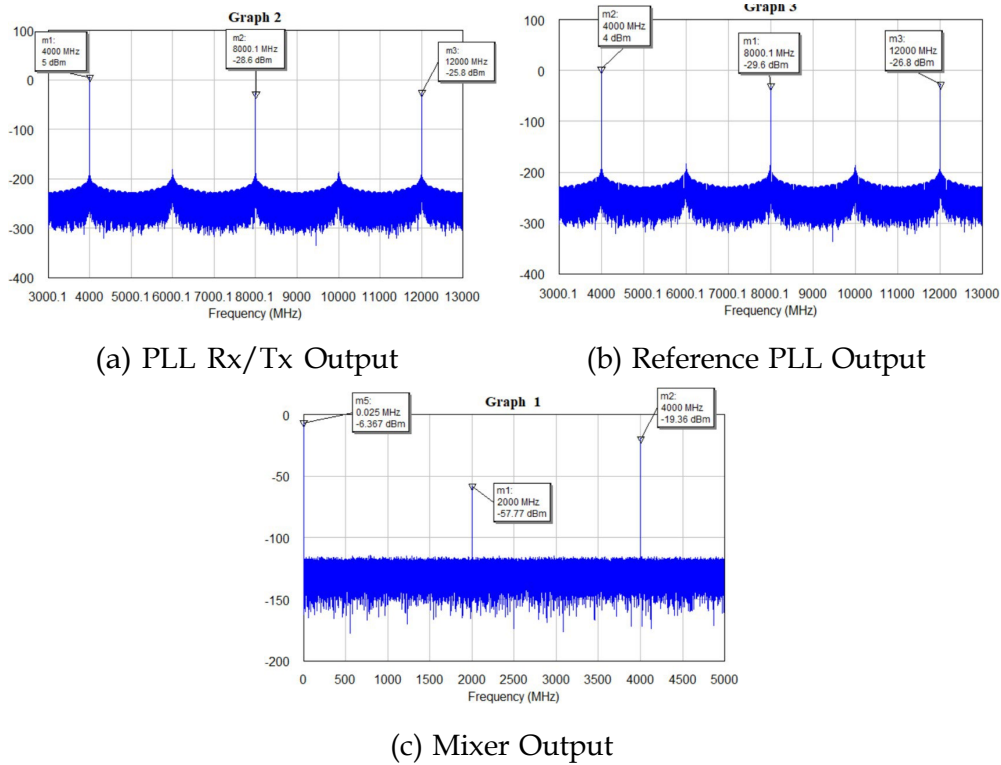 Graph 2
m1:
4000 MHz
5 dBm
m2:
8000.1 MHz
-28.6 dBm
m3:
12000 MHz
-25.8 dBm
100
0
-100
-200
-300
-400
3000.1 4000 5000.1 6000.1 7000.1 8000.1 9000 10000 11000 12000 13000
Frequency (MHz)
(a) PLL Rx/Tx Output
Graph 3
m2:
4000 MHz
4 dBm
m1:
8000.1 MHz
-29.6 dBm
m3:
12000 MHz
-26.8 dBm
100
0
-100
-200
-300
-400
3000.1 4000 5000.1 6000.1 7000.1 8000.1 9000 10000 11000 12000 13000
Frequency (MHz)
(b) Reference PLL Output
Graph 1
m5:
0.025 MHz
-6.367 dBm
m1:
2000 MHz
-57.77 dBm
m2:
4000 MHz
-19.36 dBm
0
-50
-100
-150
-200
0 500 1000 1500 2000 2500 3000 3500 4000 4500 5000
Frequency (MHz)
(c) Mixer Output